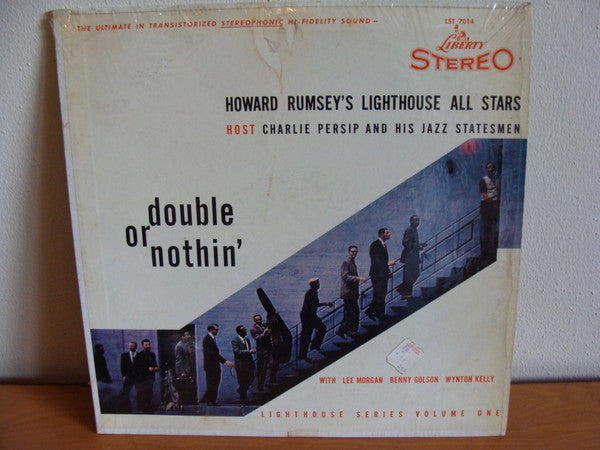 THE ULTIMATE IN TRANSISTORIZED STEREOPHONIC HI-FIDELITY SOUND—
LST 7014
LIBERTY
STEREO
HOWARD RUMSEY'S LIGHTHOUSE ALL STARS
HOST CHARLIE PERSIP AND HIS JAZZ STATESMEN
double
or
nothin'
WITH LEE MORGAN BENNY GOLSON WYNTON KELLY
LIGHTHOUSE SERIES VOLUME ONE